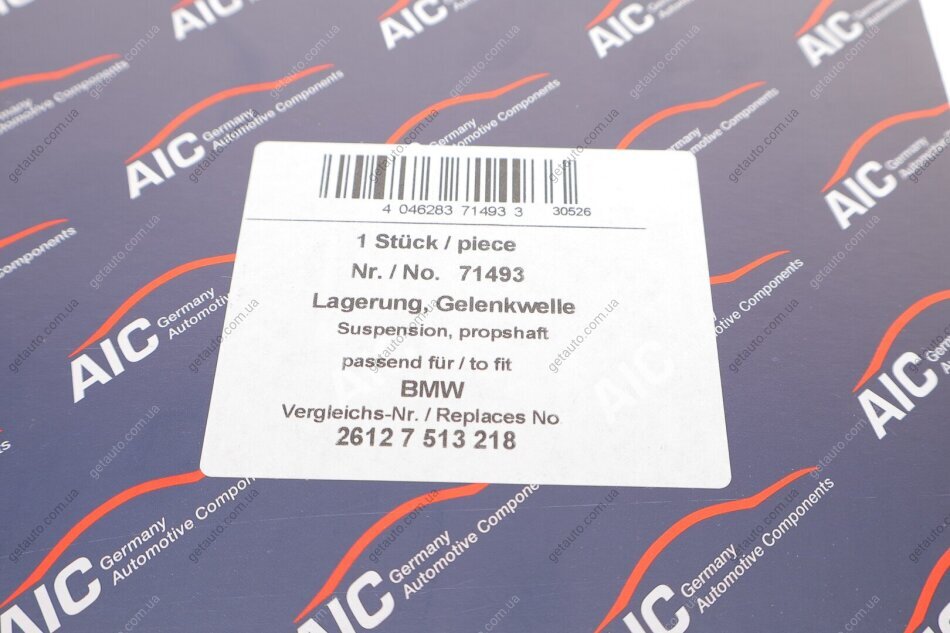 4 046283 71493 3 30526
1 Stück / piece
Nr. / No. 71493
Lagerung, Gelenkwelle
Suspension, propshaft
passend für / to fit
BMW
Vergleichs-Nr. / Replaces No
2612 7 513 218
AIC Germany
Automotive Components
getauto.com.ua